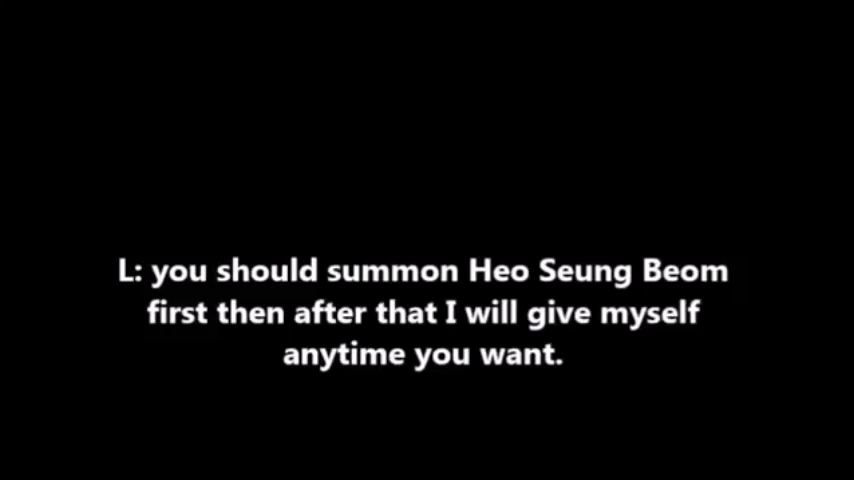 L: you should summon Heo Seung Beom
first then after that I will give myself
anytime you want.